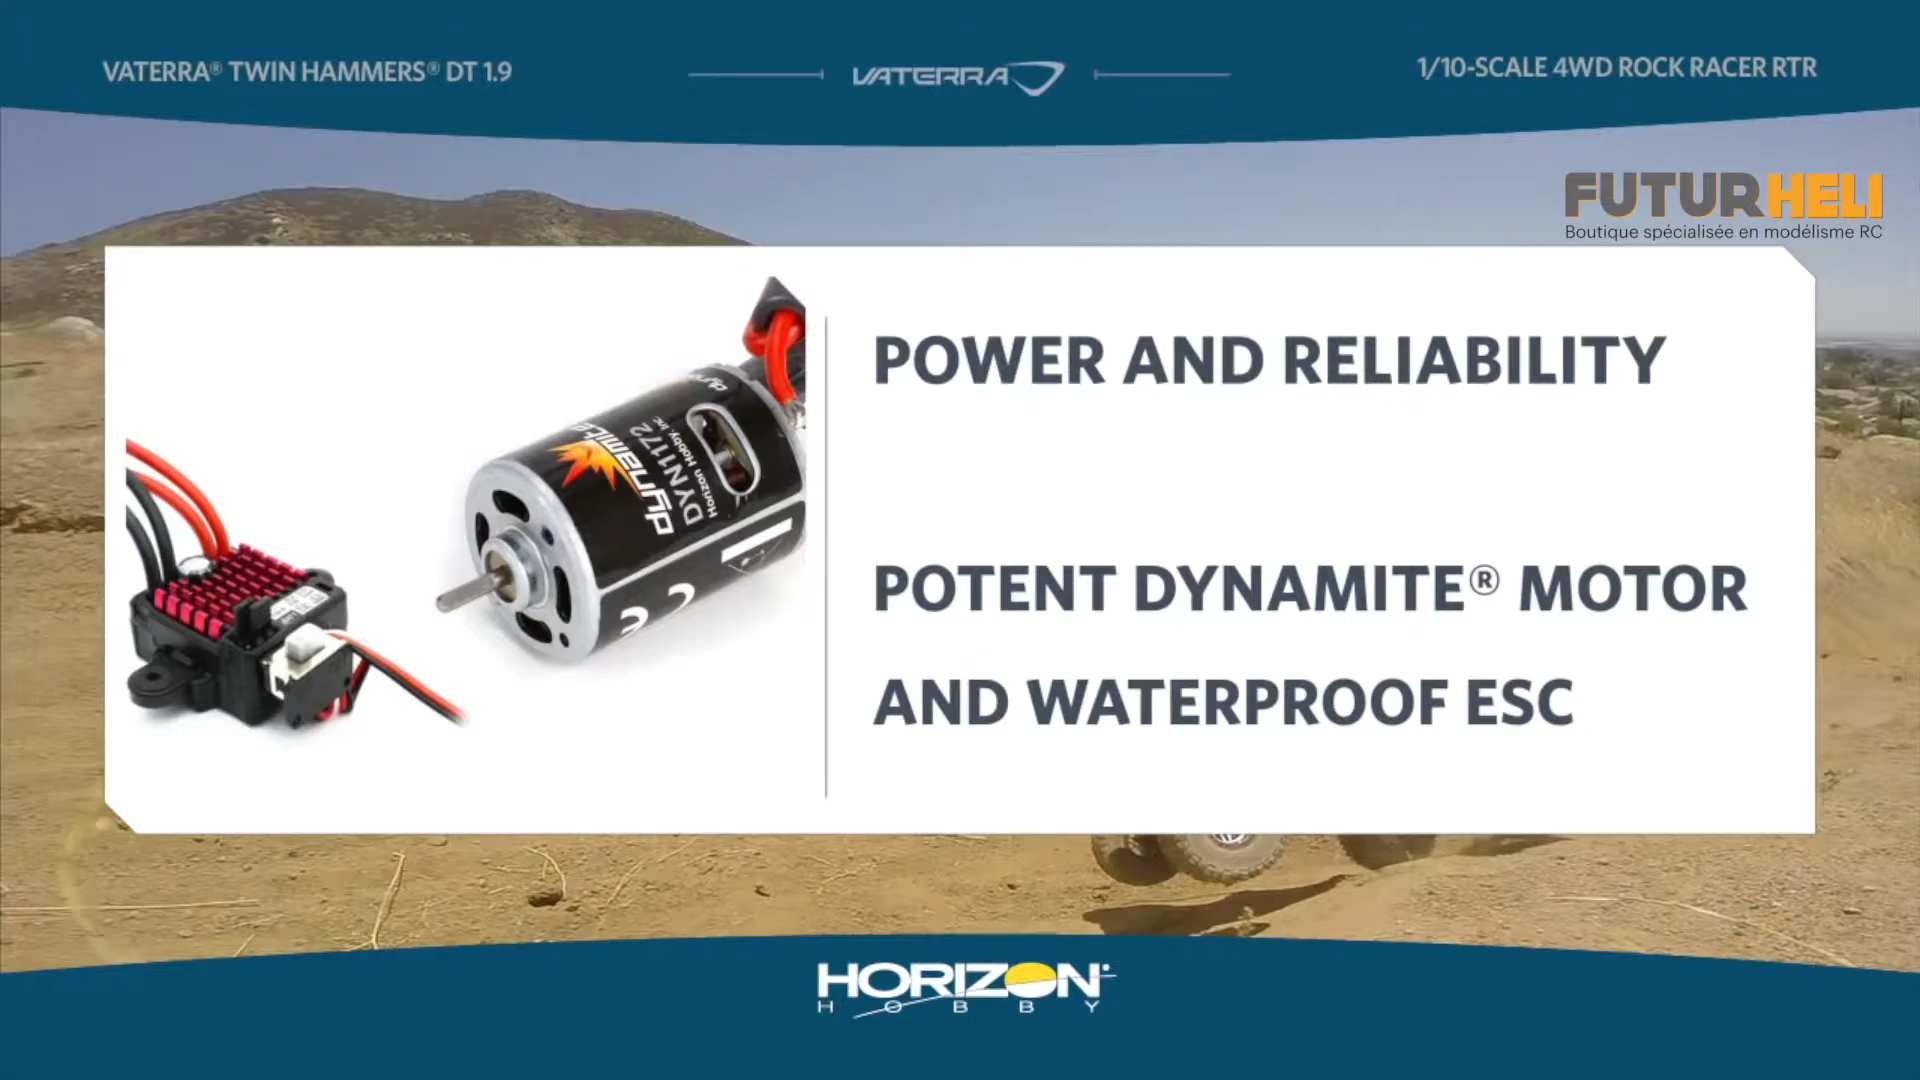 VATERRA® TWIN HAMMERS® DT 1.9
VATERRA
1/10-SCALE 4WD ROCK RACER RTR
FUTURHELI
Boutique spécialisée en modélisme RC
POWER AND RELIABILITY
POTENT DYNAMITE® MOTOR
AND WATERPROOF ESC
dynamite
DYN1172
Horizon Hobby, Inc.
HORIZON
HOBBY